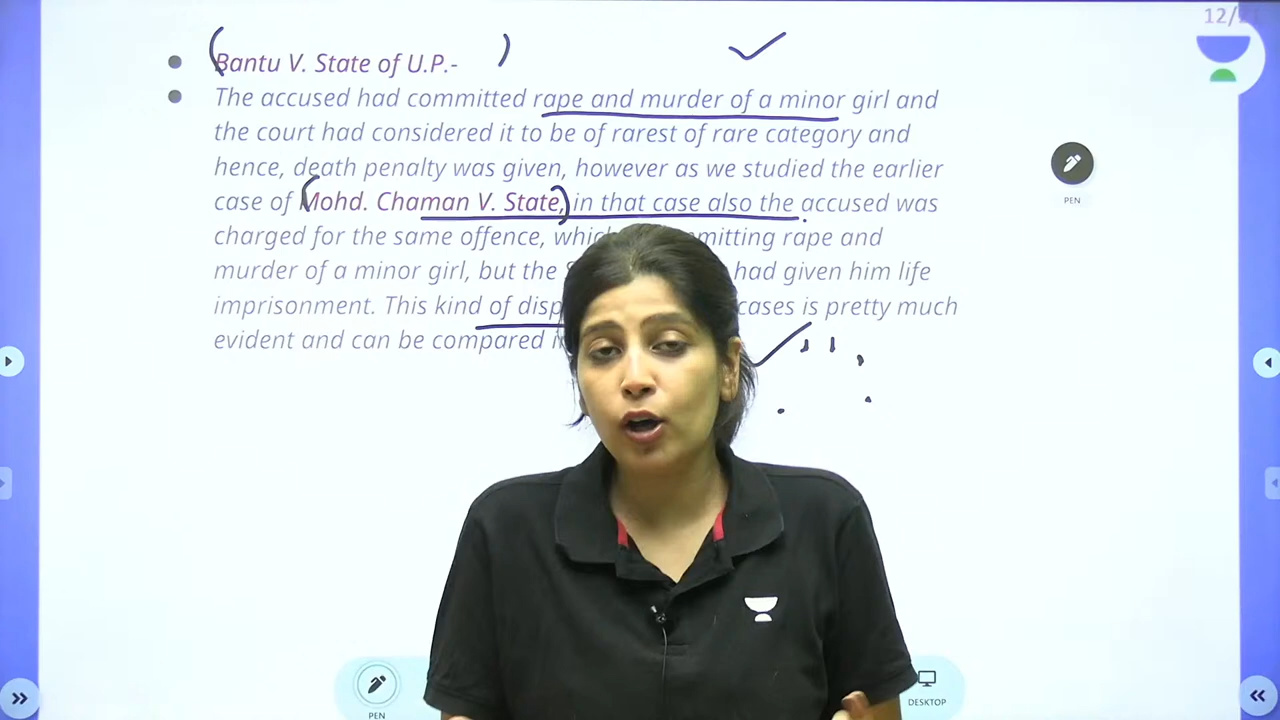 12/
Bantu V. State of U.P.-
The accused had committed rape and murder of a minor girl and
the court had considered it to be of rarest of rare category and
hence, death penalty was given, however as we studied the earlier
case of Mohd. Chaman V. State, in that case also the accused was
charged for the same offence, which committing rape and
murder of a minor girl, but the had given him life
imprisonment. This kind of cases is pretty much
evident and can be compared
PEN
PEN
DESKTOP